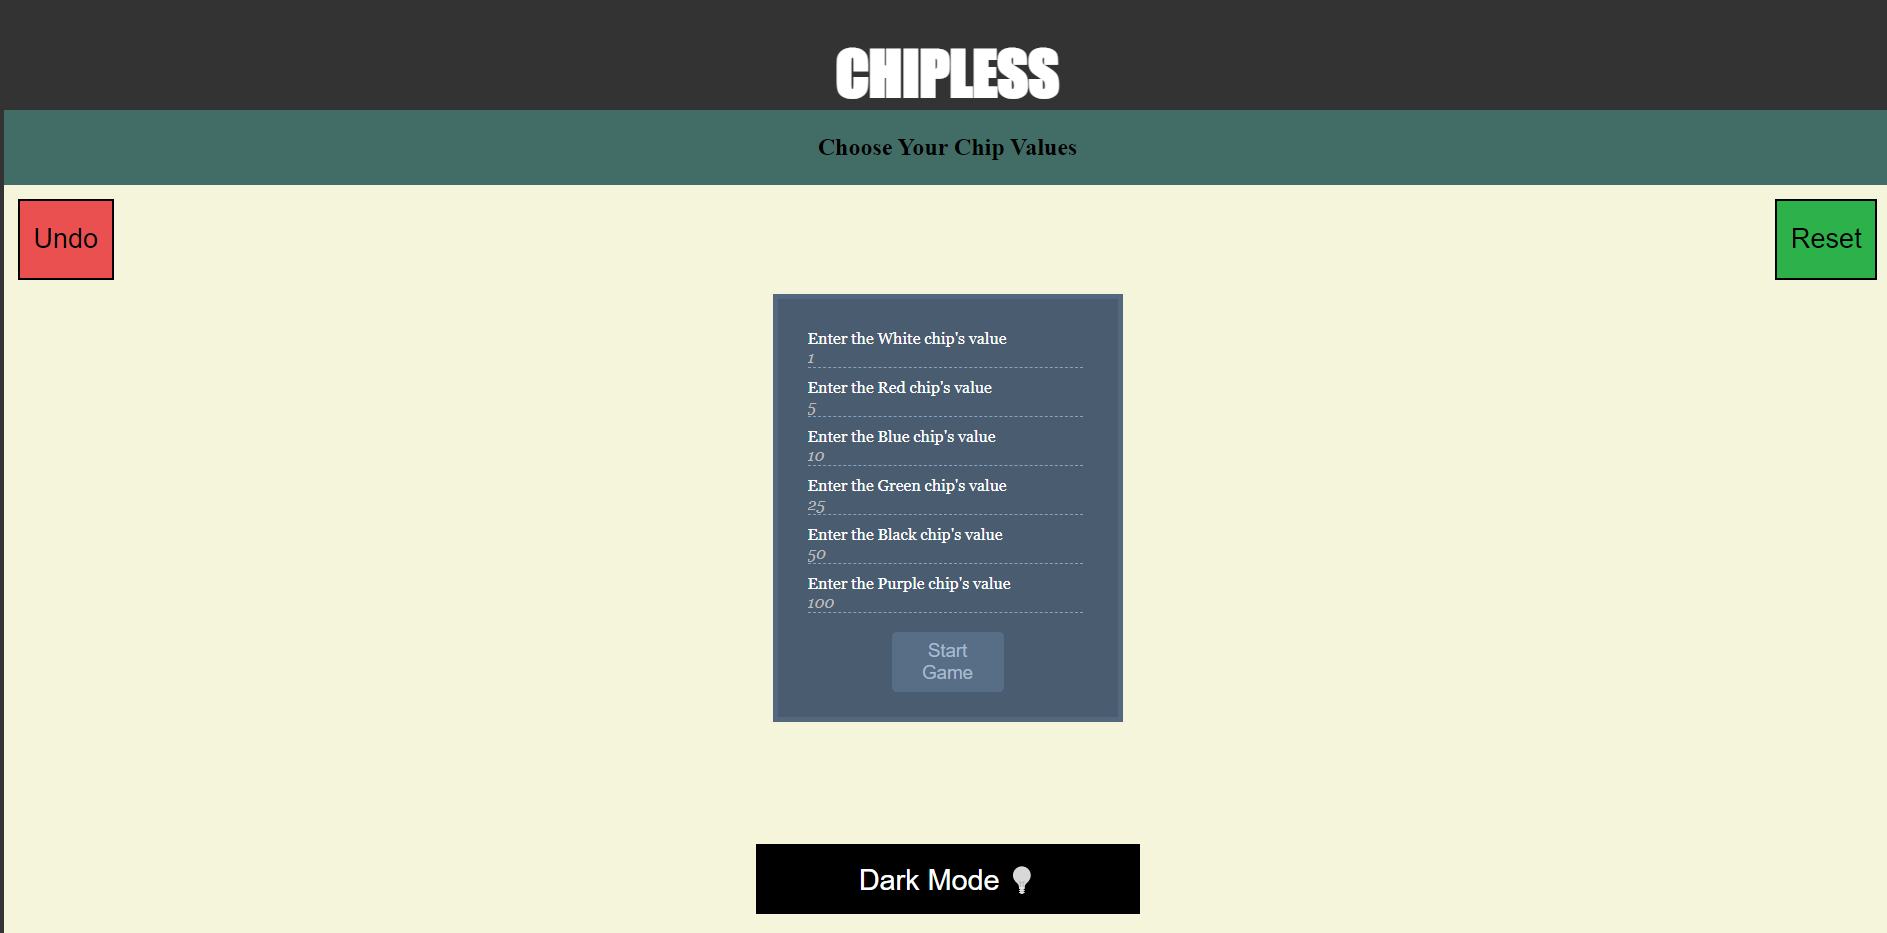 CHIPLESS
Choose Your Chip Values
Undo
Reset
Enter the White chip's value
1
Enter the Red chip's value
5
Enter the Blue chip's value
10
Enter the Green chip's value
25
Enter the Black chip's value
50
Enter the Purple chip's value
100
Start
Game
Dark Mode